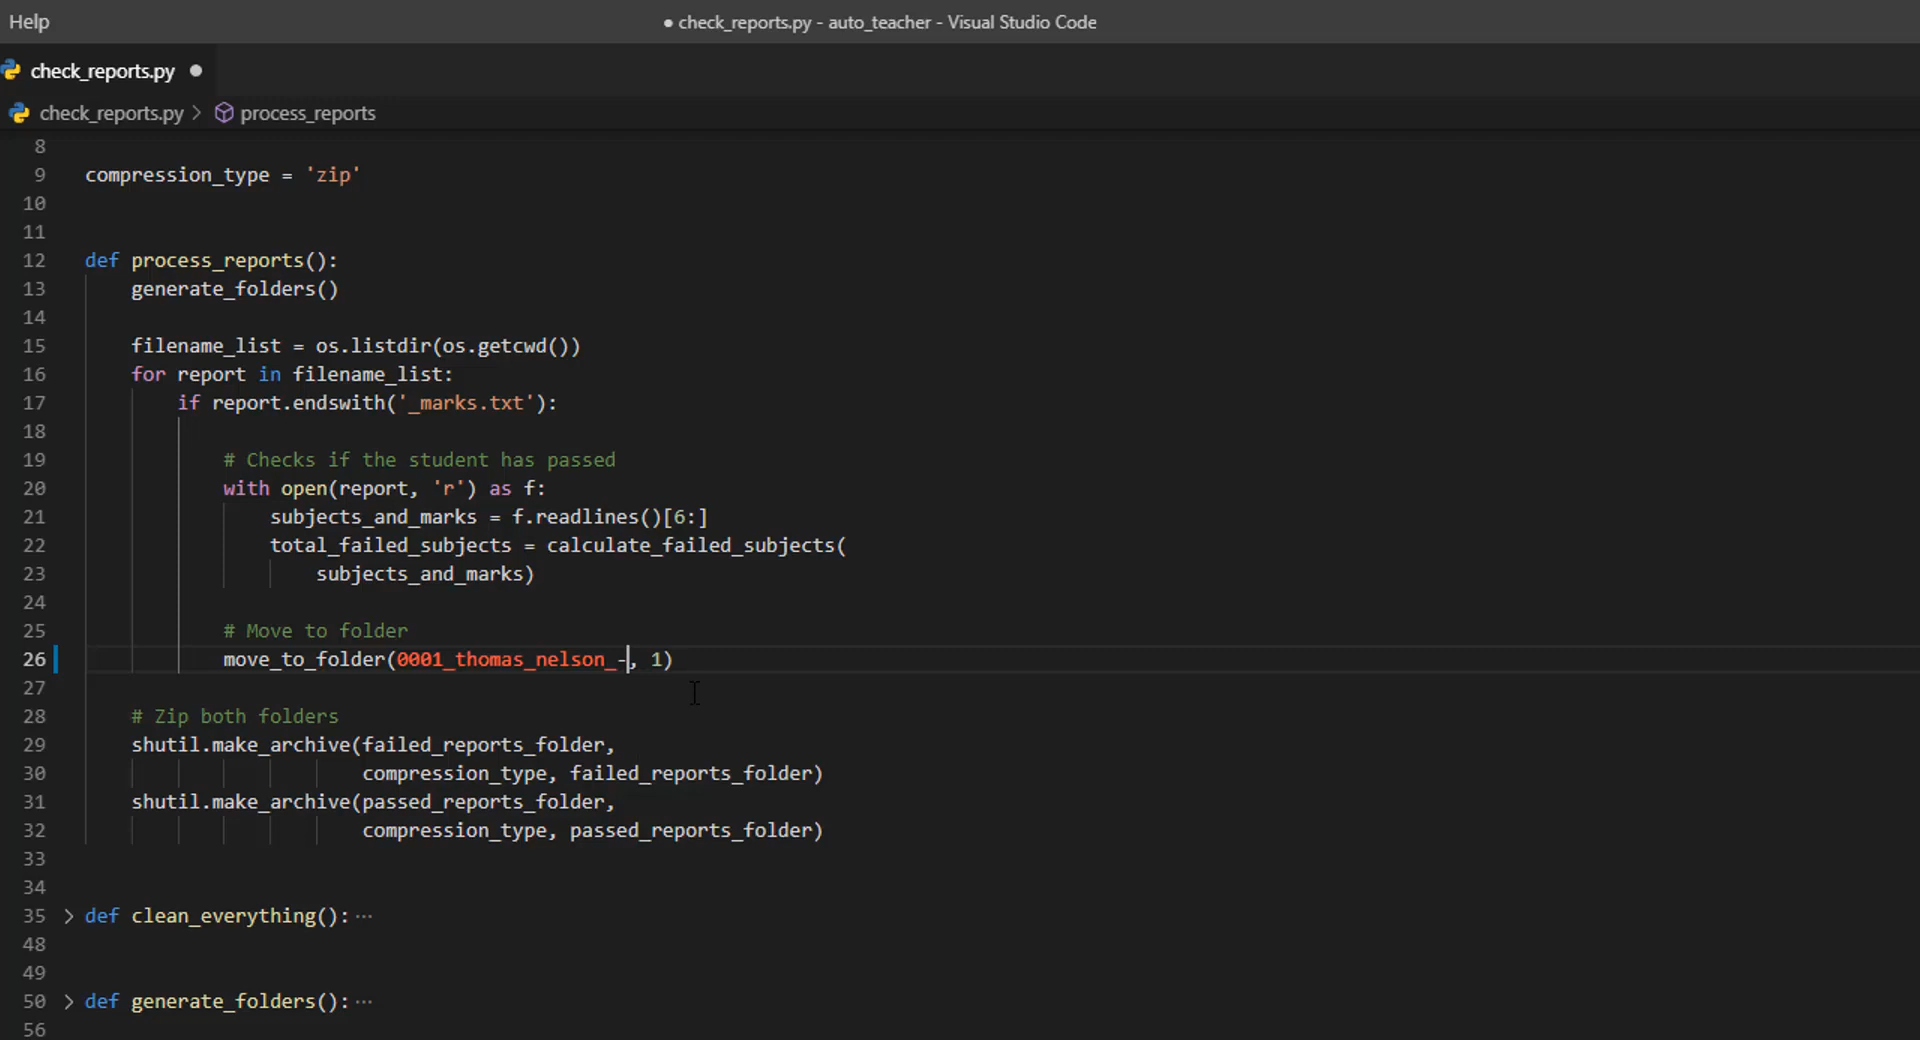 Help
● check_reports.py - auto_teacher - Visual Studio Code
check_reports.py ●
check_reports.py > process_reports
8
9 compression_type = 'zip'
10
11
12 def process_reports():
13 generate_folders()
14
15 filename_list = os.listdir(os.getcwd())
16 for report in filename_list:
17 if report.endswith('_marks.txt'):
18
19 # Checks if the student has passed
20 with open(report, 'r') as f:
21 subjects_and_marks = f.readlines()[6:]
22 total_failed_subjects = calculate_failed_subjects(
23 subjects_and_marks)
24
25 # Move to folder
26 move_to_folder(0001_thomas_nelson_-, 1)
27
28 # Zip both folders
29 shutil.make_archive(failed_reports_folder,
30 compression_type, failed_reports_folder)
31 shutil.make_archive(passed_reports_folder,
32 compression_type, passed_reports_folder)
33
34
35 > def clean_everything(): ···
48
49
50 > def generate_folders(): ···
56